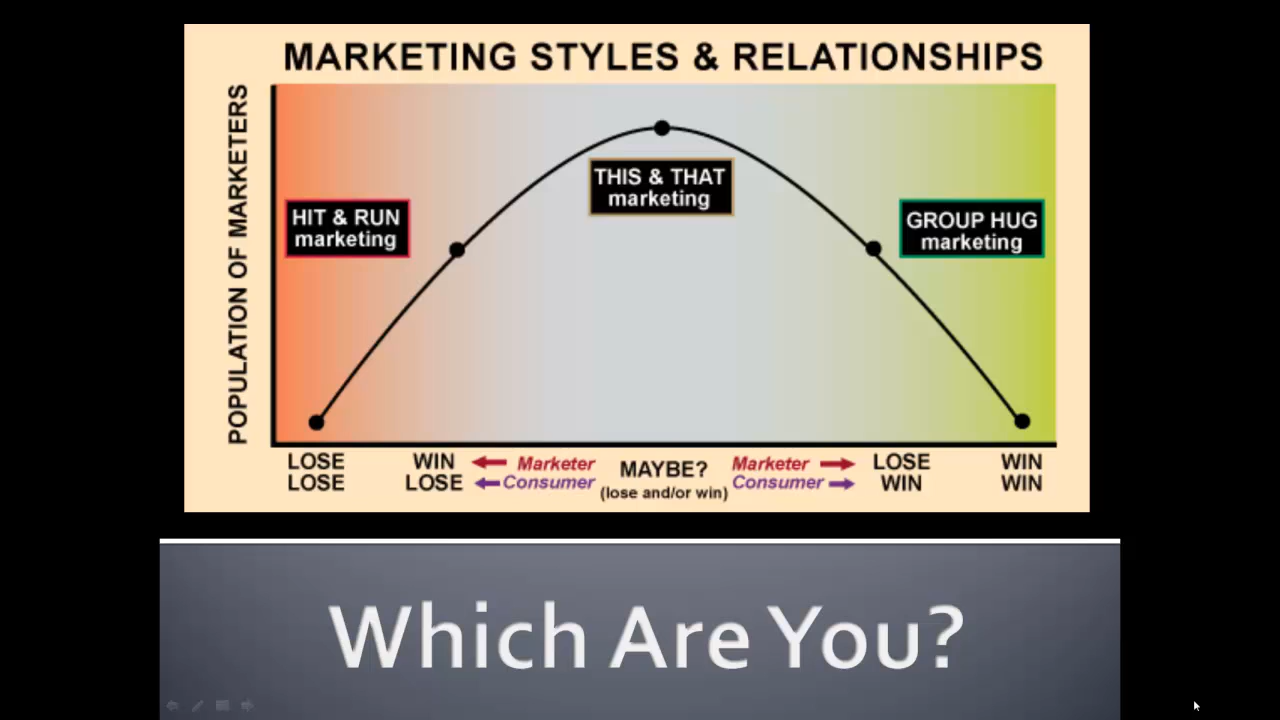 MARKETING STYLES & RELATIONSHIPS
POPULATION OF MARKETERS
HIT & RUN
marketing
THIS & THAT
marketing
GROUP HUG
marketing
LOSE
LOSE
WIN
LOSE
Marketer
Consumer
MAYBE?
(lose and/or win)
Marketer
Consumer
LOSE
WIN
WIN
WIN
Which Are You?